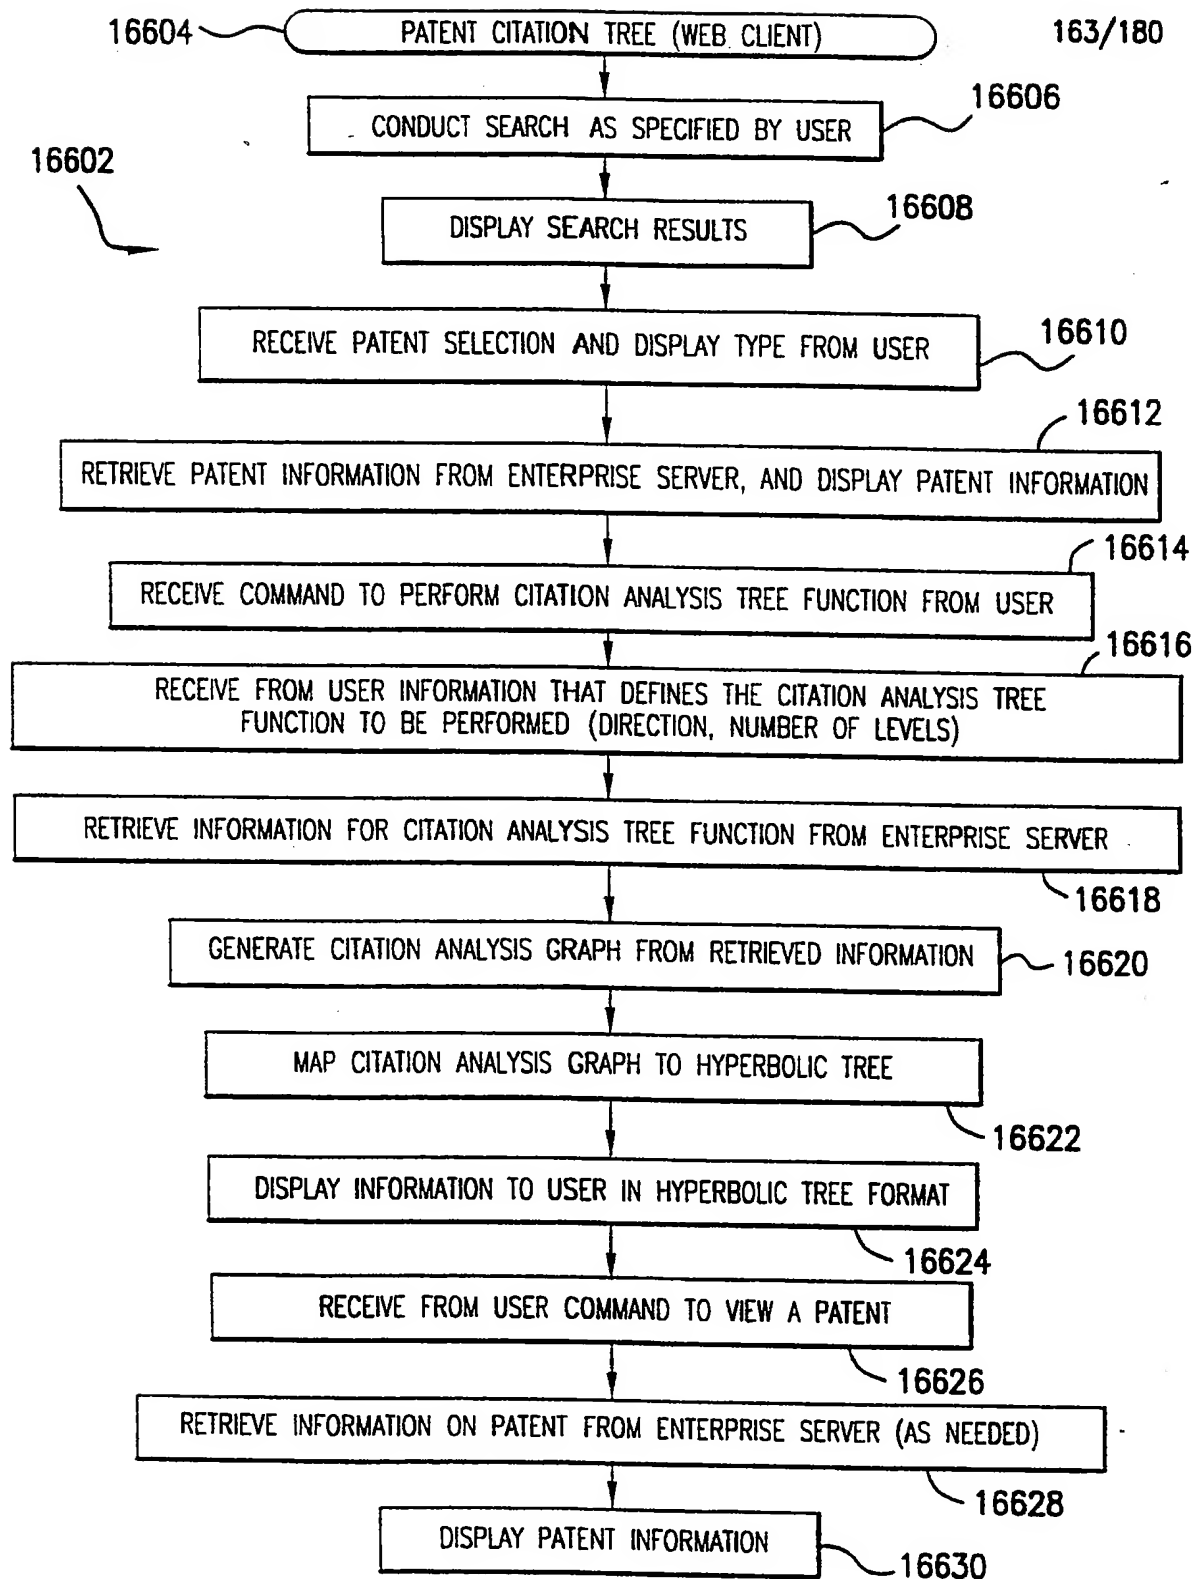 16604
PATENT CITATION TREE (WEB CLIENT)
163/180
16606
CONDUCT SEARCH AS SPECIFIED BY USER
16602
16608
DISPLAY SEARCH RESULTS
16610
RECEIVE PATENT SELECTION AND DISPLAY TYPE FROM USER
16612
RETRIEVE PATENT INFORMATION FROM ENTERPRISE SERVER, AND DISPLAY PATENT INFORMATION
16614
RECEIVE COMMAND TO PERFORM CITATION ANALYSIS TREE FUNCTION FROM USER
16616
RECEIVE FROM USER INFORMATION THAT DEFINES THE CITATION ANALYSIS TREE
FUNCTION TO BE PERFORMED (DIRECTION, NUMBER OF LEVELS)
RETRIEVE INFORMATION FOR CITATION ANALYSIS TREE FUNCTION FROM ENTERPRISE SERVER
16618
GENERATE CITATION ANALYSIS GRAPH FROM RETRIEVED INFORMATION
16620
MAP CITATION ANALYSIS GRAPH TO HYPERBOLIC TREE
16622
DISPLAY INFORMATION TO USER IN HYPERBOLIC TREE FORMAT
16624
RECEIVE FROM USER COMMAND TO VIEW A PATENT
16626
RETRIEVE INFORMATION ON PATENT FROM ENTERPRISE SERVER (AS NEEDED)
16628
DISPLAY PATENT INFORMATION
16630